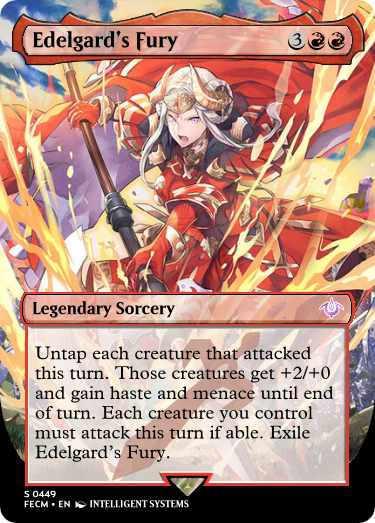 Edelgard's Fury 3
Legendary Sorcery
Untap each creature that attacked
this turn. Those creatures get +2/+0
and gain haste and menace until end
of turn. Each creature you control
must attack this turn if able. Exile
Edelgard's Fury.
S 0449
FECM • EN INTELLIGENT SYSTEMS